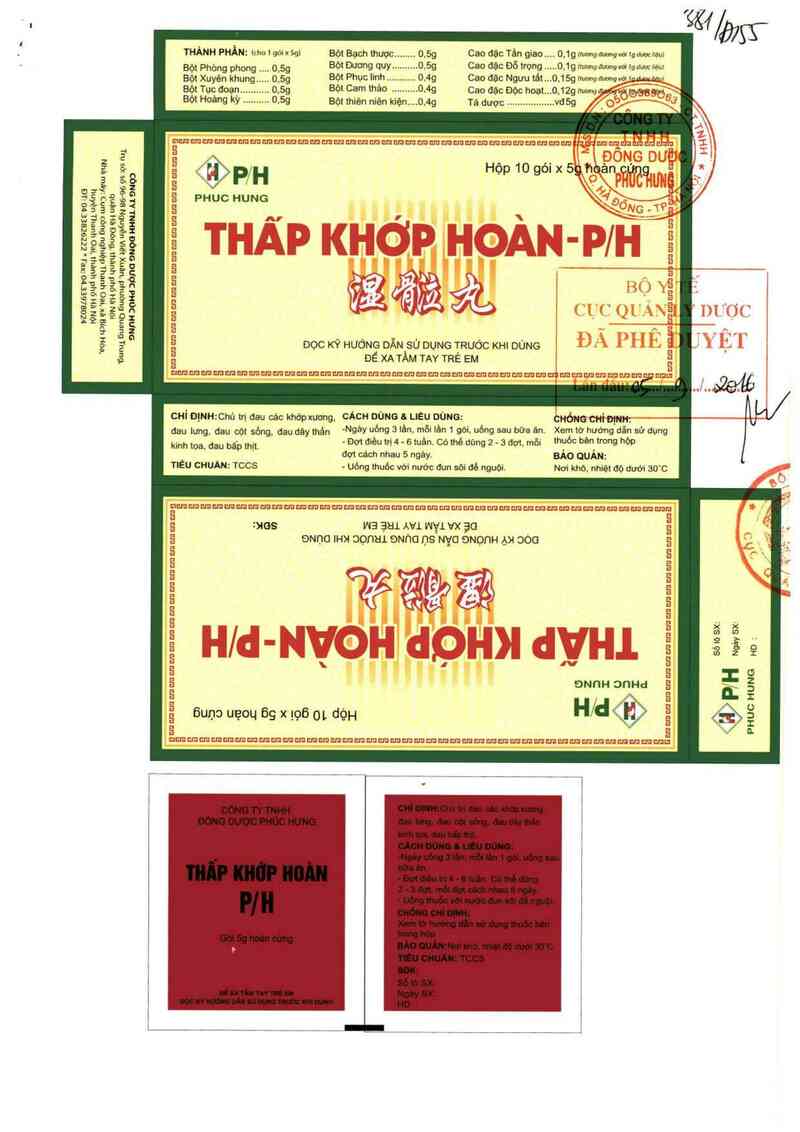 381/Đ155
THÀNH PHẦN: (cho 1 gói x 5g)
Bột Phòng phong .... 0,5g
Bột Xuyên khung..... 0,5g
Bột Tục đoạn........... 0,5g
Bột Hoàng kỳ .......... 0,5g
Bột Bạch thược........ 0,5g
Bột Đương quy..........0,5g
Bột Phục linh ........... 0,4g
Bột Cam thảo ..........0,4g
Bột thiên niên kiện....0,4g
Cao đặc Tần giao .... 0,1g (tương đương với 1g dược liệu)
Cao đặc Đỗ trọng ....0,1g (tương đương với 1g dược liệu)
Cao đặc Ngưu tất ...0,15g (tương đương với 1g dược liệu)
Cao đặc Độc hoạt...0,12g
Tá dược ..................vđ5g
M.S.D.N: 0500389063
CÔNG TY
TNHH
ĐÔNG DƯỢC
PHÚC HƯNG
Q. HÀ ĐÔNG - TP. HÀ NỘI
CÔNG TY TNHH ĐÔNG DƯỢC PHÚC HƯNG
Trụ sở: số 96-98 Nguyễn Viết Xuân, phường Quang Trung,
quận Hà Đông, thành phố Hà Nội
Nhà máy: Cụm công nghiệp Thanh Oai, xã Bích Hòa,
huyện Thanh Oai, thành phố Hà Nội
ĐT: 04 33826222 * Fax: 04.33978024
P/H
PHUC HUNG
Hộp 10 gói x 5g hoàn cứng
THẤP KHỚP HOÀN-P/H
ĐỌC KỸ HƯỚNG DẪN SỬ DỤNG TRƯỚC KHI DÙNG
ĐỂ XA TẦM TAY TRẺ EM
BỘ Y TẾ
CỤC QUẢN LÝ DƯỢC
ĐÃ PHÊ DUYỆT
Lần đầu: 05/9/2016
CHỈ ĐỊNH: Chủ trị đau các khớp xương,
đau lưng, đau cột sống, đau dây thần
kinh tọa, đau bắp thịt.
TIÊU CHUẨN: TCCS
CÁCH DÙNG & LIỀU DÙNG:
-Ngày uống 3 lần, mỗi lần 1 gói, uống sau bữa ăn.
- Đợt điều trị 4 - 6 tuần. Có thể dùng 2 - 3 đợt, mỗi
đợt cách nhau 5 ngày.
- Uống thuốc với nước đun sôi để nguội.
CHỐNG CHỈ ĐỊNH:
Xem tờ hướng dẫn sử dụng
thuốc bên trong hộp
BẢO QUẢN:
Nơi khô, nhiệt độ dưới 30°C
SĐK:
ĐỂ XA TẦM TAY TRẺ EM
ĐỌC KỸ HƯỚNG DẪN SỬ DỤNG TRƯỚC KHI DÙNG
THẤP KHỚP HOÀN-P/H
P/H
PHUC HUNG
Hộp 10 gói x 5g hoàn cứng
Số lô SX:
Ngày SX:
HD :
P/H
PHUC HUNG
CÔNG TY TNHH
ĐÔNG DƯỢC PHÚC HƯNG
THẤP KHỚP HOÀN
P/H
Gói 5g hoàn cứng
ĐỂ XA TẦM TAY TRẺ EM
ĐỌC KỸ HƯỚNG DẪN SỬ DỤNG TRƯỚC KHI DÙNG
CHỈ ĐỊNH: Chủ trị đau các khớp xương,
đau lưng, đau cột sống, đau dây thần
kinh tọa, đau bắp thịt.
CÁCH DÙNG & LIỀU DÙNG:
-Ngày uống 3 lần, mỗi lần 1 gói, uống sau
bữa ăn.
- Đợt điều trị 4 - 6 tuần. Có thể dùng
2 - 3 đợt, mỗi đợt cách nhau 5 ngày.
- Uống thuốc với nước đun sôi để nguội.
CHỐNG CHỈ ĐỊNH:
Xem tờ hướng dẫn sử dụng thuốc bên
trong hộp
BẢO QUẢN: Nơi khô, nhiệt độ dưới 30°C
TIÊU CHUẨN: TCCS
SĐK:
Số lô SX:
Ngày SX:
HD